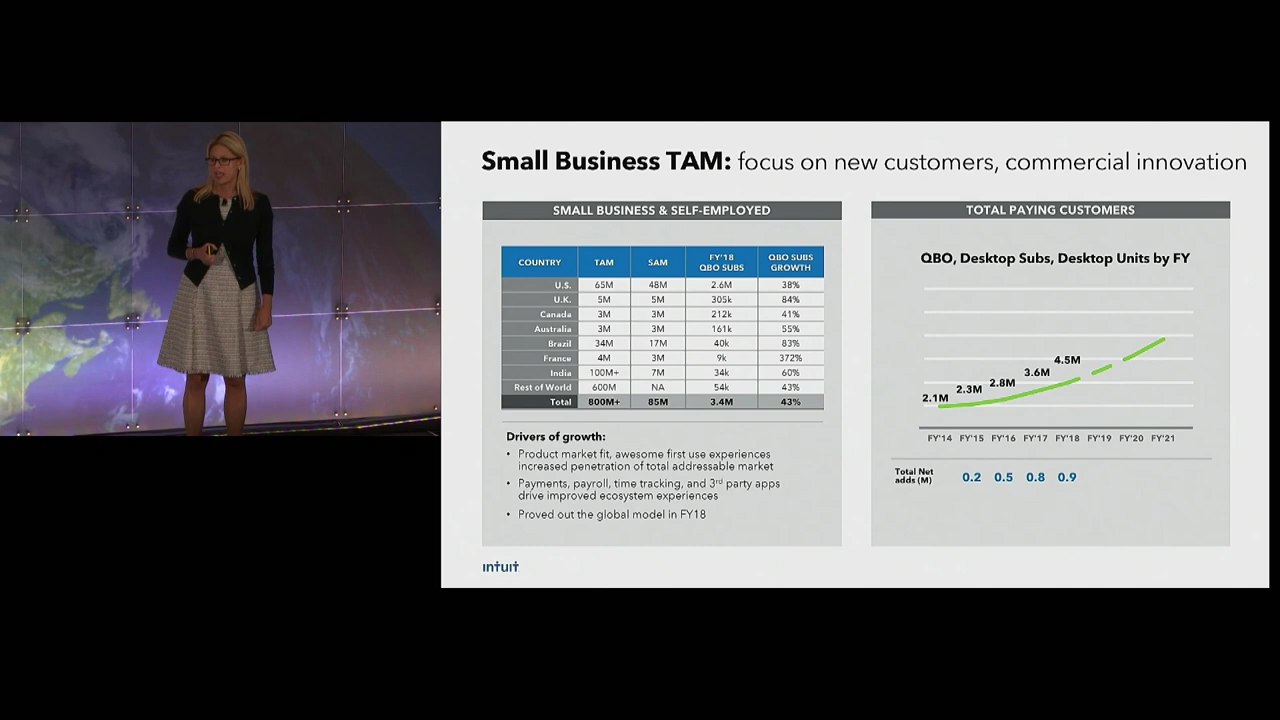 Small Business TAM: focus on new customers, commercial innovation
SMALL BUSINESS & SELF-EMPLOYED
COUNTRY TAM SAM FY'18 QBO SUBS QBO SUBS GROWTH
U.S. 65M 48M 2.6M 38%
U.K. 5M 5M 305k 84%
Canada 3M 3M 212k 41%
Australia 3M 3M 161k 55%
Brazil 34M 17M 40k 83%
France 4M 3M 9k 372%
India 100M+ 7M 34k 60%
Rest of World 600M NA 54k 43%
Total 800M+ 85M 3.4M 43%
Drivers of growth:
• Product market fit, awesome first use experiences
increased penetration of total addressable market
• Payments, payroll, time tracking, and 3rd party apps
drive improved ecosystem experiences
• Proved out the global model in FY18
TOTAL PAYING CUSTOMERS
QBO, Desktop Subs, Desktop Units by FY
2.1M 2.3M 2.8M 3.6M 4.5M
FY'14 FY'15 FY'16 FY'17 FY'18 FY'19 FY'20 FY'21
Total Net
adds (M)
0.2 0.5 0.8 0.9
intuit